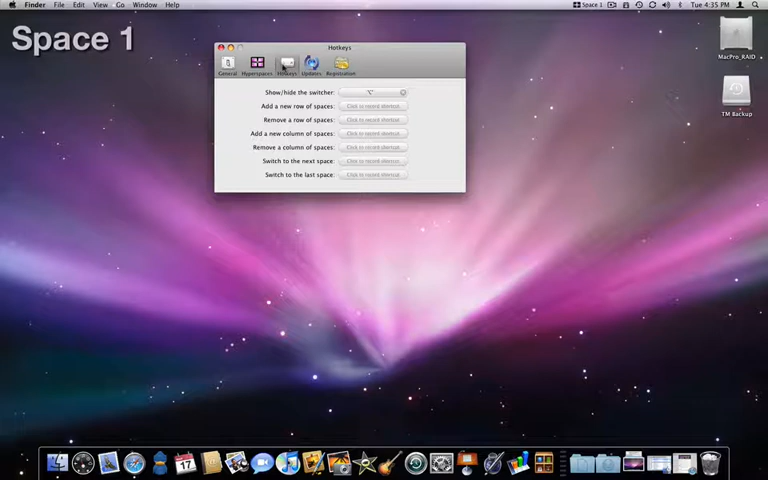 Finder File Edit View Go Window Help
Space 1 Tue 4:35 PM
Space 1
Hotkeys
General Hyperspaces Hotkeys Updates Registration
Show/hide the switcher:
Add a new row of spaces: Click to record shortcut.
Remove a row of spaces: Click to record shortcut.
Add a new column of spaces: Click to record shortcut.
Remove a column of spaces: Click to record shortcut.
Switch to the next space: Click to record shortcut.
Switch to the last space: Click to record shortcut.
MacPro_RAID
TM Backup
17